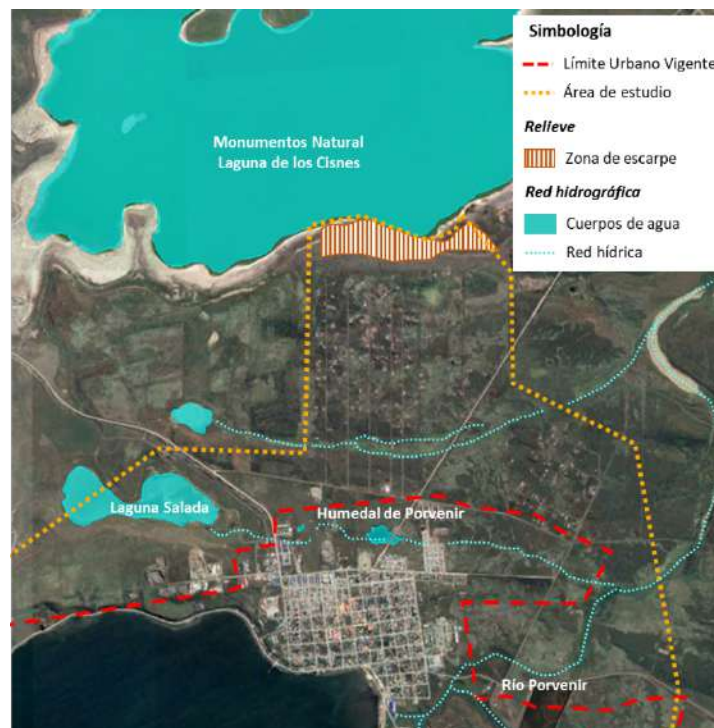 Simbología
Límite Urbano Vigente
Área de estudio
Relieve
Zona de escarpe
Red hidrográfica
Cuerpos de agua
Red hídrica
Monumentos Natural
Laguna de los Cisnes
Laguna Salada
Humedal de Porvenir
Río Porvenir